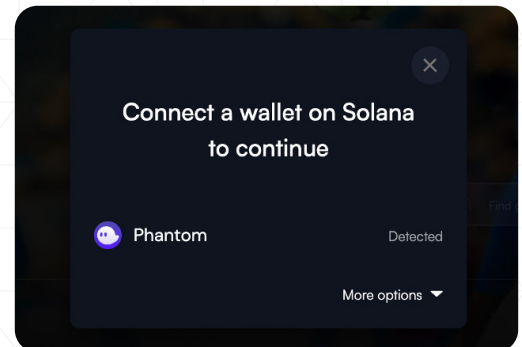 Connect a wallet on Solana
to continue
Phantom
Detected
More options